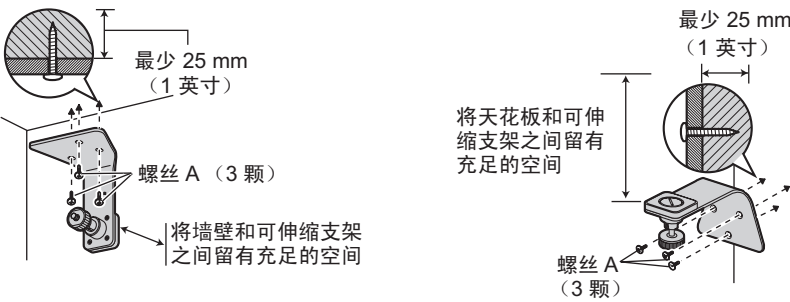 最少 25 mm
（1 英寸）
螺丝 A （3 颗）
将墙壁和可伸缩支架
之间留有充足的空间
最少 25 mm
（1 英寸）
将天花板和可伸
缩支架之间留有
充足的空间
螺丝 A
（3 颗）